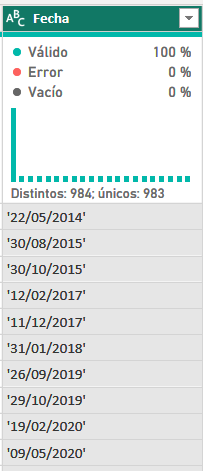 ABC Fecha
Válido 100 %
Error 0 %
Vacío 0 %
Distintos: 984; únicos: 983
'22/05/2014'
'30/08/2015'
'30/10/2015'
'12/02/2017'
'11/12/2017'
'31/01/2018'
'26/09/2019'
'29/10/2019'
'19/02/2020'
'09/05/2020'